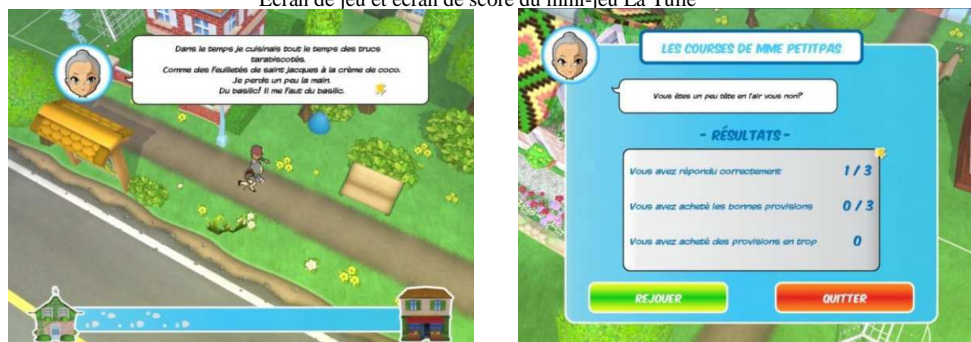 Ecran de jeu et écran de score du mini-jeu La Tuile
Dans le temps je cuisinais tout le temps des trucs
tarabiscotés.
Comme des Feuilletés de saint jacques à la crème de coco.
Je perds un peu la main.
Du basilic! Il me faut du basilic.
LES COURSES DE MME PETITPAS
Vous êtes un peu tête en l'air vous non?
- RÉSULTATS -
Vous avez répondu correctement 1 / 3
Vous avez acheté les bonnes provisions 0 / 3
Vous avez acheté des provisions en trop 0
REJOUER
QUITTER